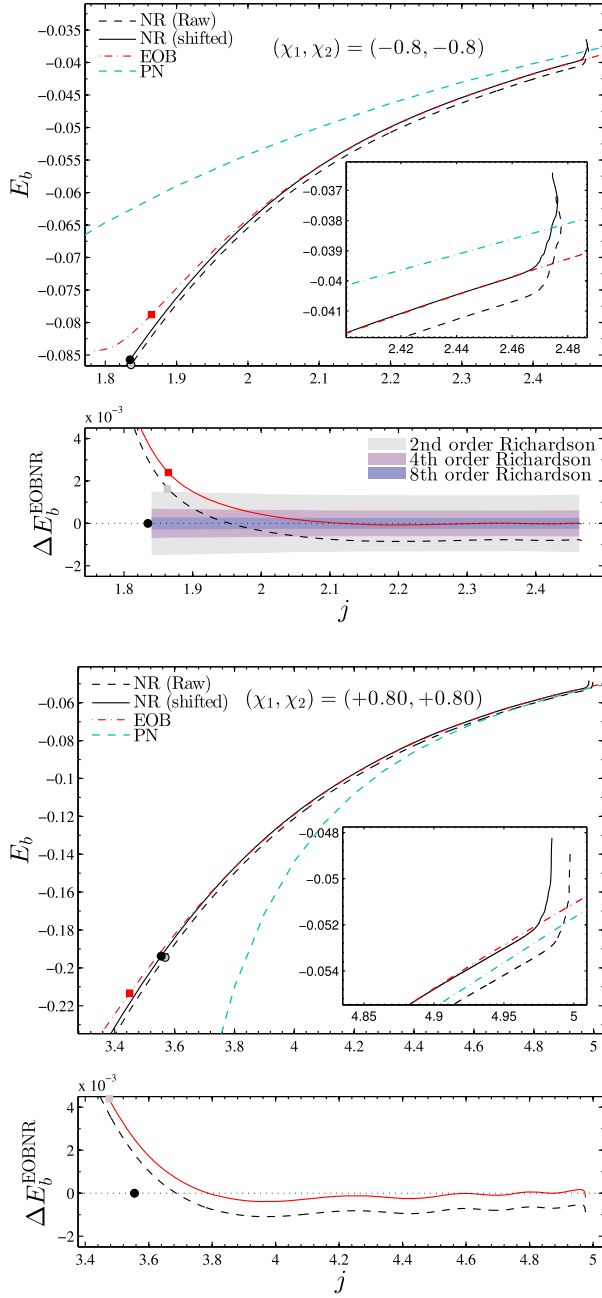 NR (Raw)
NR (shifted)
EOB
PN
(χ₁, χ₂) = (−0.8, −0.8)
−0.035
−0.04
−0.045
−0.05
−0.055
−0.06
−0.065
−0.07
−0.075
−0.08
−0.085
E_b
−0.037
−0.038
−0.039
−0.04
−0.041
2.42 2.44 2.46 2.48
1.8 1.9 2 2.1 2.2 2.3 2.4
x 10⁻³
4
2
0
−2
ΔE_b^EOBNR
2nd order Richardson
4th order Richardson
8th order Richardson
1.8 1.9 2 2.1 2.2 2.3 2.4
j
NR (Raw)
NR (shifted)
EOB
PN
(χ₁, χ₂) = (+0.80, +0.80)
−0.06
−0.08
−0.1
−0.12
−0.14
−0.16
−0.18
−0.2
−0.22
E_b
−0.048
−0.05
−0.052
−0.054
4.85 4.9 4.95 5
3.4 3.6 3.8 4 4.2 4.4 4.6 4.8 5
x 10⁻³
4
2
0
−2
ΔE_b^EOBNR
3.4 3.6 3.8 4 4.2 4.4 4.6 4.8 5
j